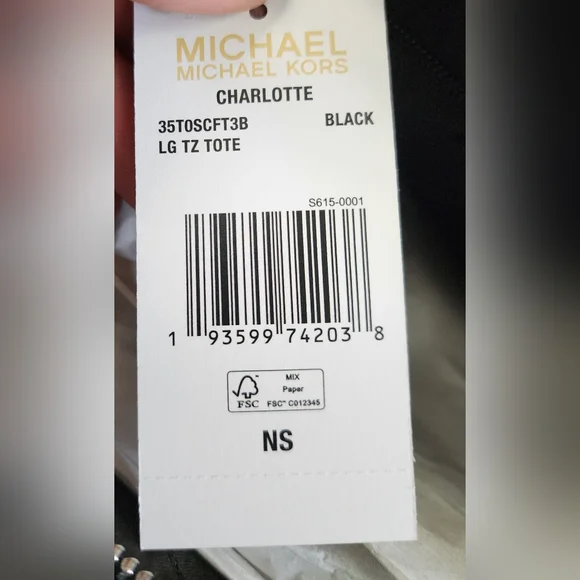 MICHAEL
MICHAEL KORS
CHARLOTTE
35T0SCFT3B BLACK
LG TZ TOTE
S615-0001
1 93599 74203 8
MIX
Paper
FSC™ C012345
FSC
NS